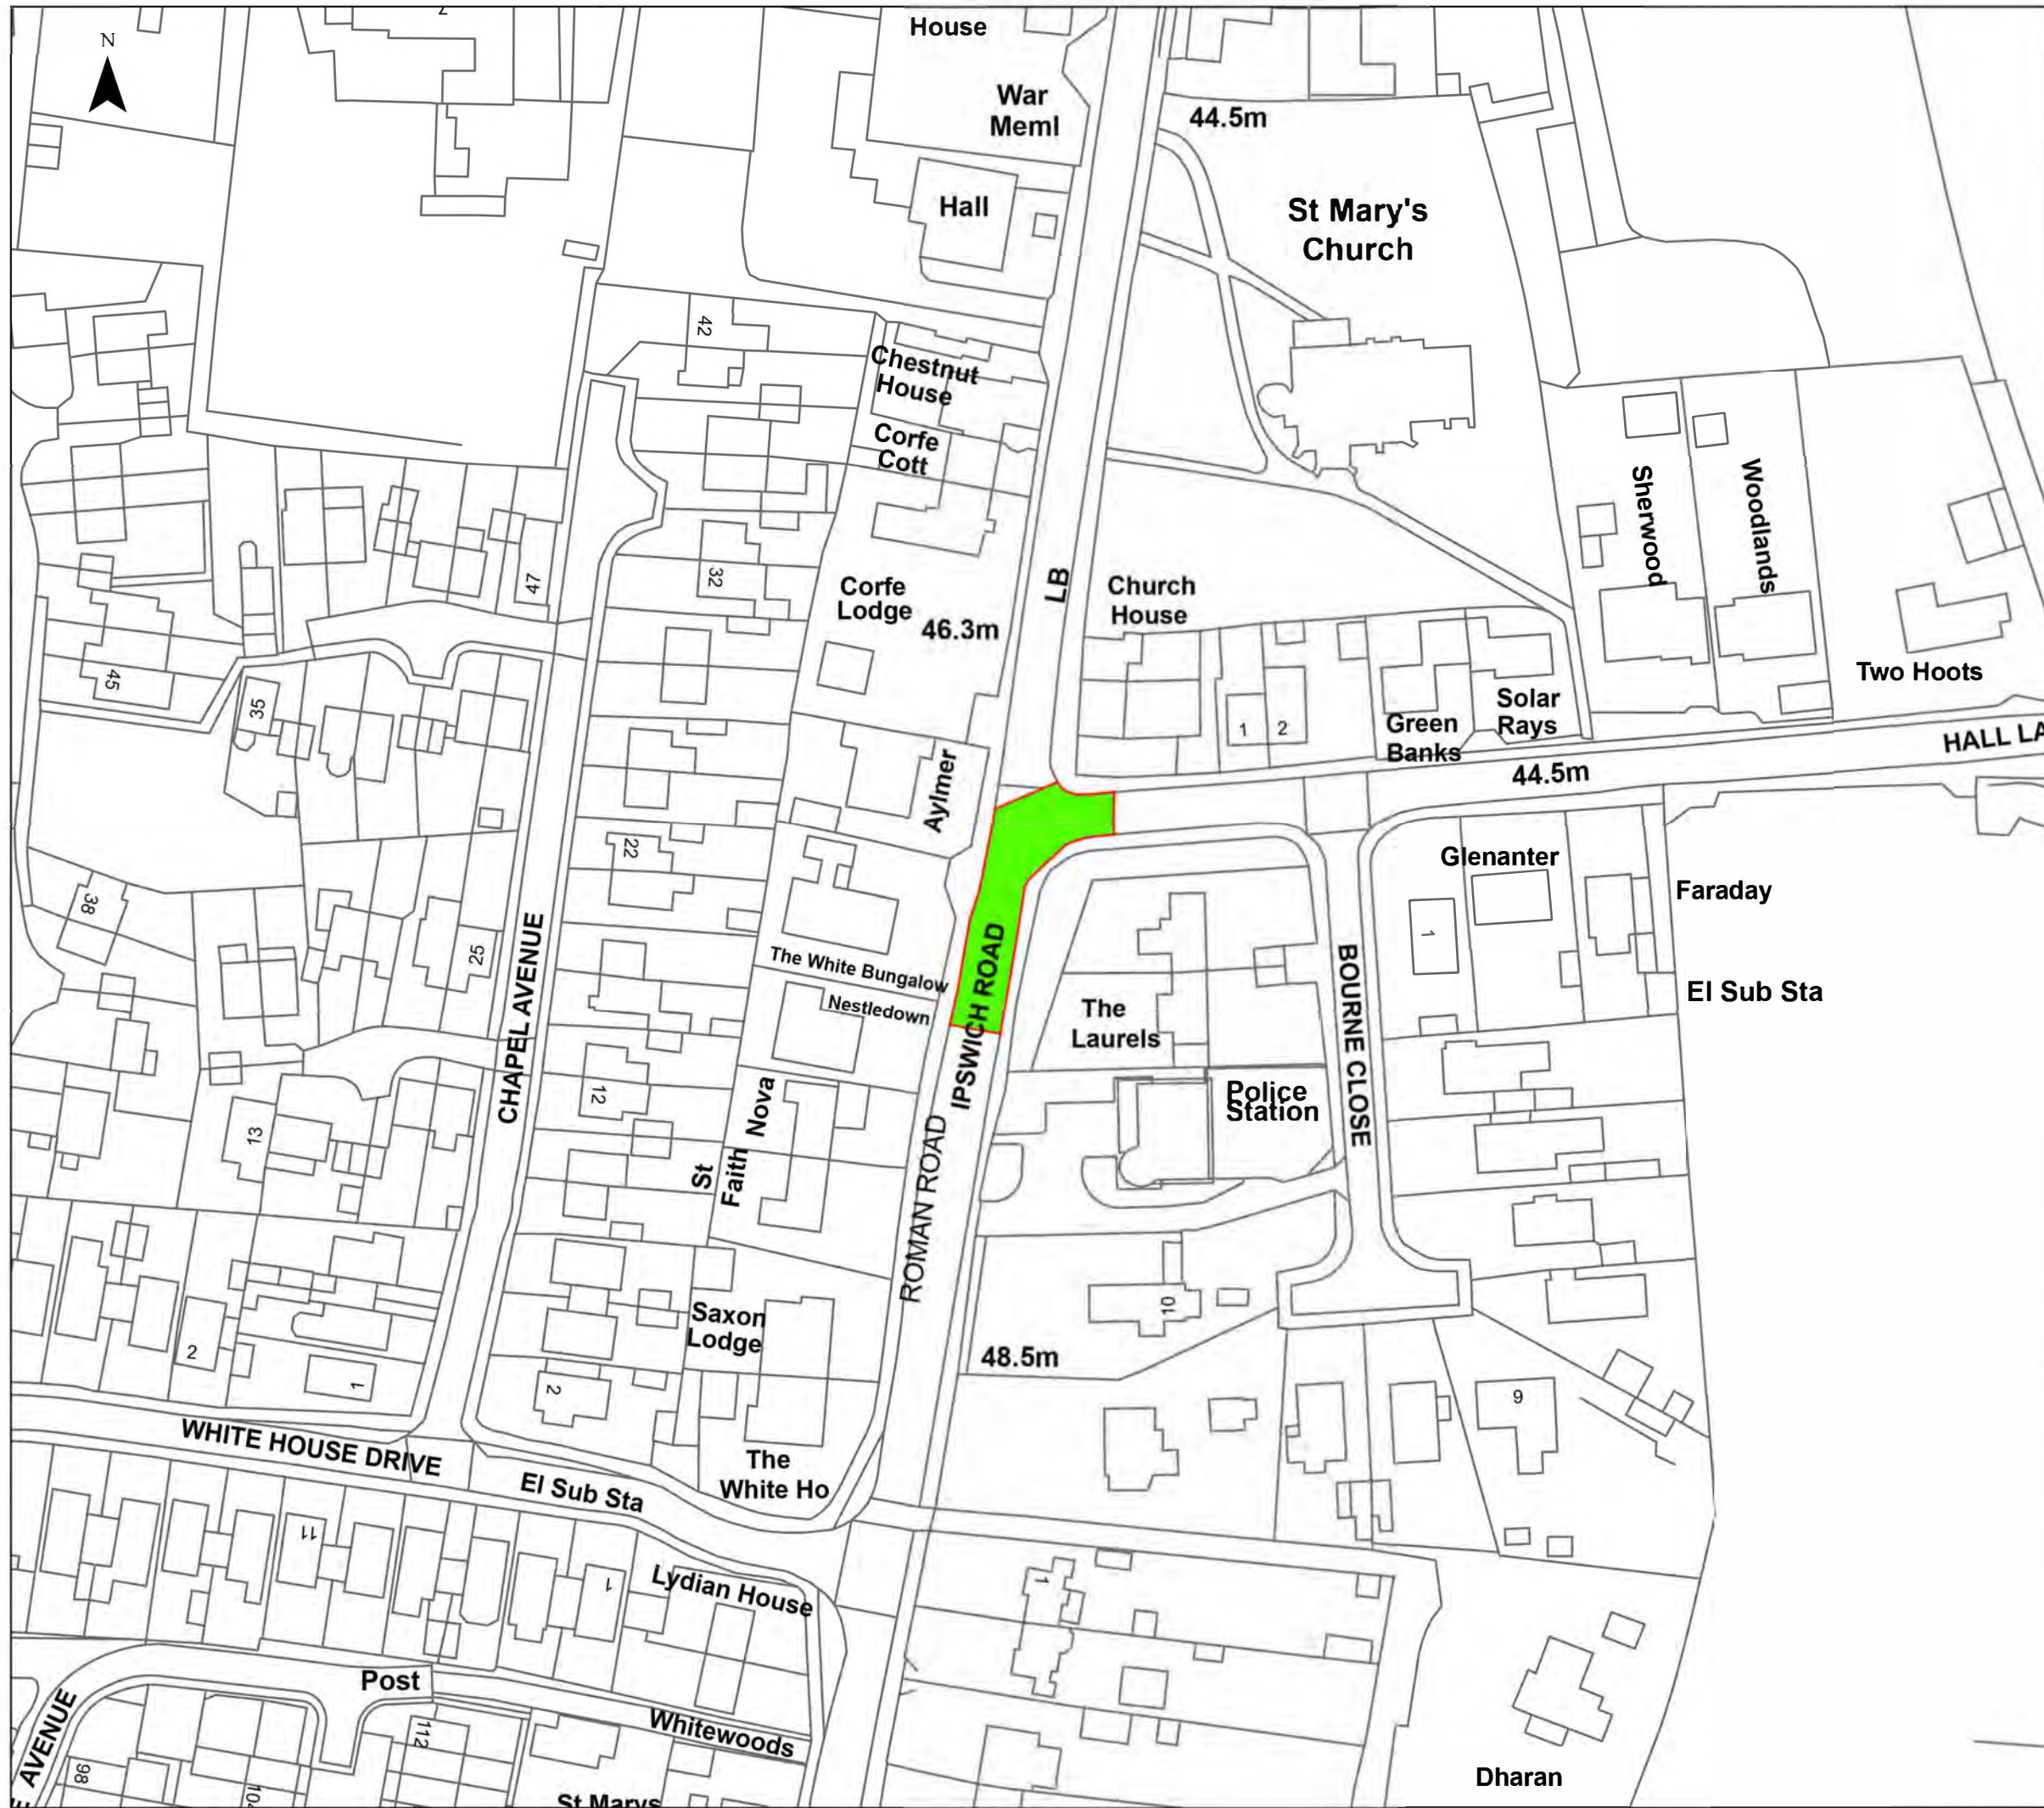 N
7
House
War
Meml
44.5m
Hall
St Mary's
Church
42
Chestnut
House
Corfe
Cott
Sherwood
Woodlands
47
32
LB
Corfe
Lodge
46.3m
Church
House
45
35
Two Hoots
Solar
Rays
Green
Banks
1
2
HALL LA
44.5m
Aylmer
22
Glenanter
Faraday
38
25
1
CHAPEL AVENUE
The White Bungalow
Nestledown
IPSWICH ROAD
BOURNE CLOSE
El Sub Sta
The
Laurels
12
13
Nova
St
Faith
Police
Station
ROMAN ROAD
Saxon
Lodge
10
48.5m
2
1
2
9
WHITE HOUSE DRIVE
El Sub Sta
The
White Ho
11
1
Lydian House
1
Post
AVENUE
112
Whitewoods
98
104
St Marys
Dharan